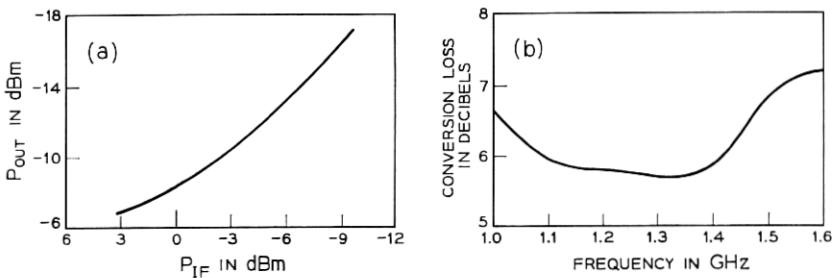 (a)
P_OUT IN dBm
-18
-14
-10
-6
6 3 0 -3 -6 -9 -12
P_IF IN dBm
(b)
CONVERSION LOSS
IN DECIBELS
8
7
6
5
1.0 1.1 1.2 1.3 1.4 1.5 1.6
FREQUENCY IN GHz